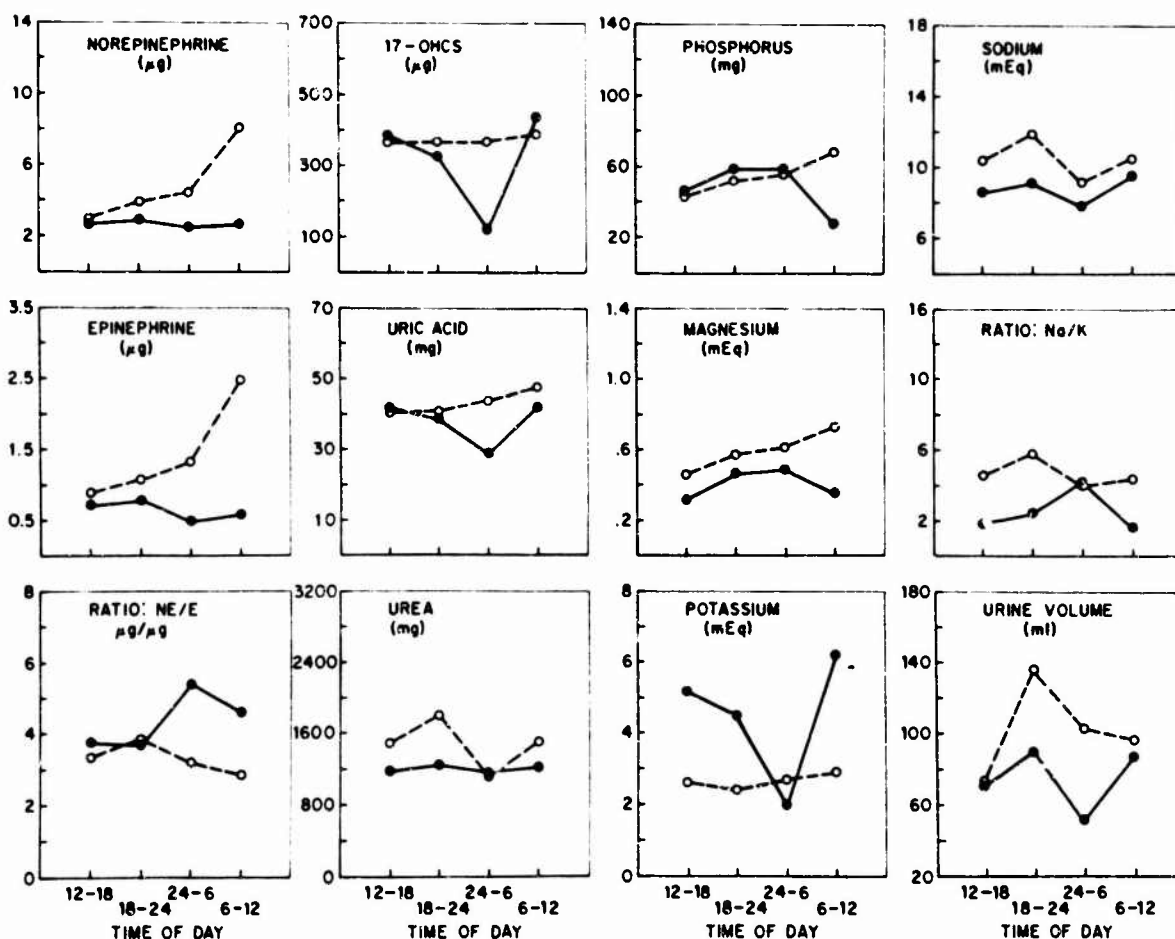 14
10
6
2
NOREPINEPHRINE
(µg)
700
500
300
100
17-OHCS
(µg)
140
100
60
20
PHOSPHORUS
(mg)
18
14
10
6
SODIUM
(mEq)
3.5
2.5
1.5
0.5
EPINEPHRINE
(µg)
70
50
30
10
URIC ACID
(mg)
1.4
1.0
.6
.2
MAGNESIUM
(mEq)
16
6
2
RATIO: Na/K
8
6
4
2
0
RATIO: NE/E
µg/µg
3200
2400
1600
800
0
UREA
(mg)
8
6
4
2
0
POTASSIUM
(mEq)
180
140
100
60
20
URINE VOLUME
(ml)
12-18 24-6
18-24 6-12
TIME OF DAY
12-18 24-6
18-24 6-12
TIME OF DAY
12-18 24-6
18-24 6-12
TIME OF DAY
12-18 24-6
18-24 6-12
TIME OF DAY